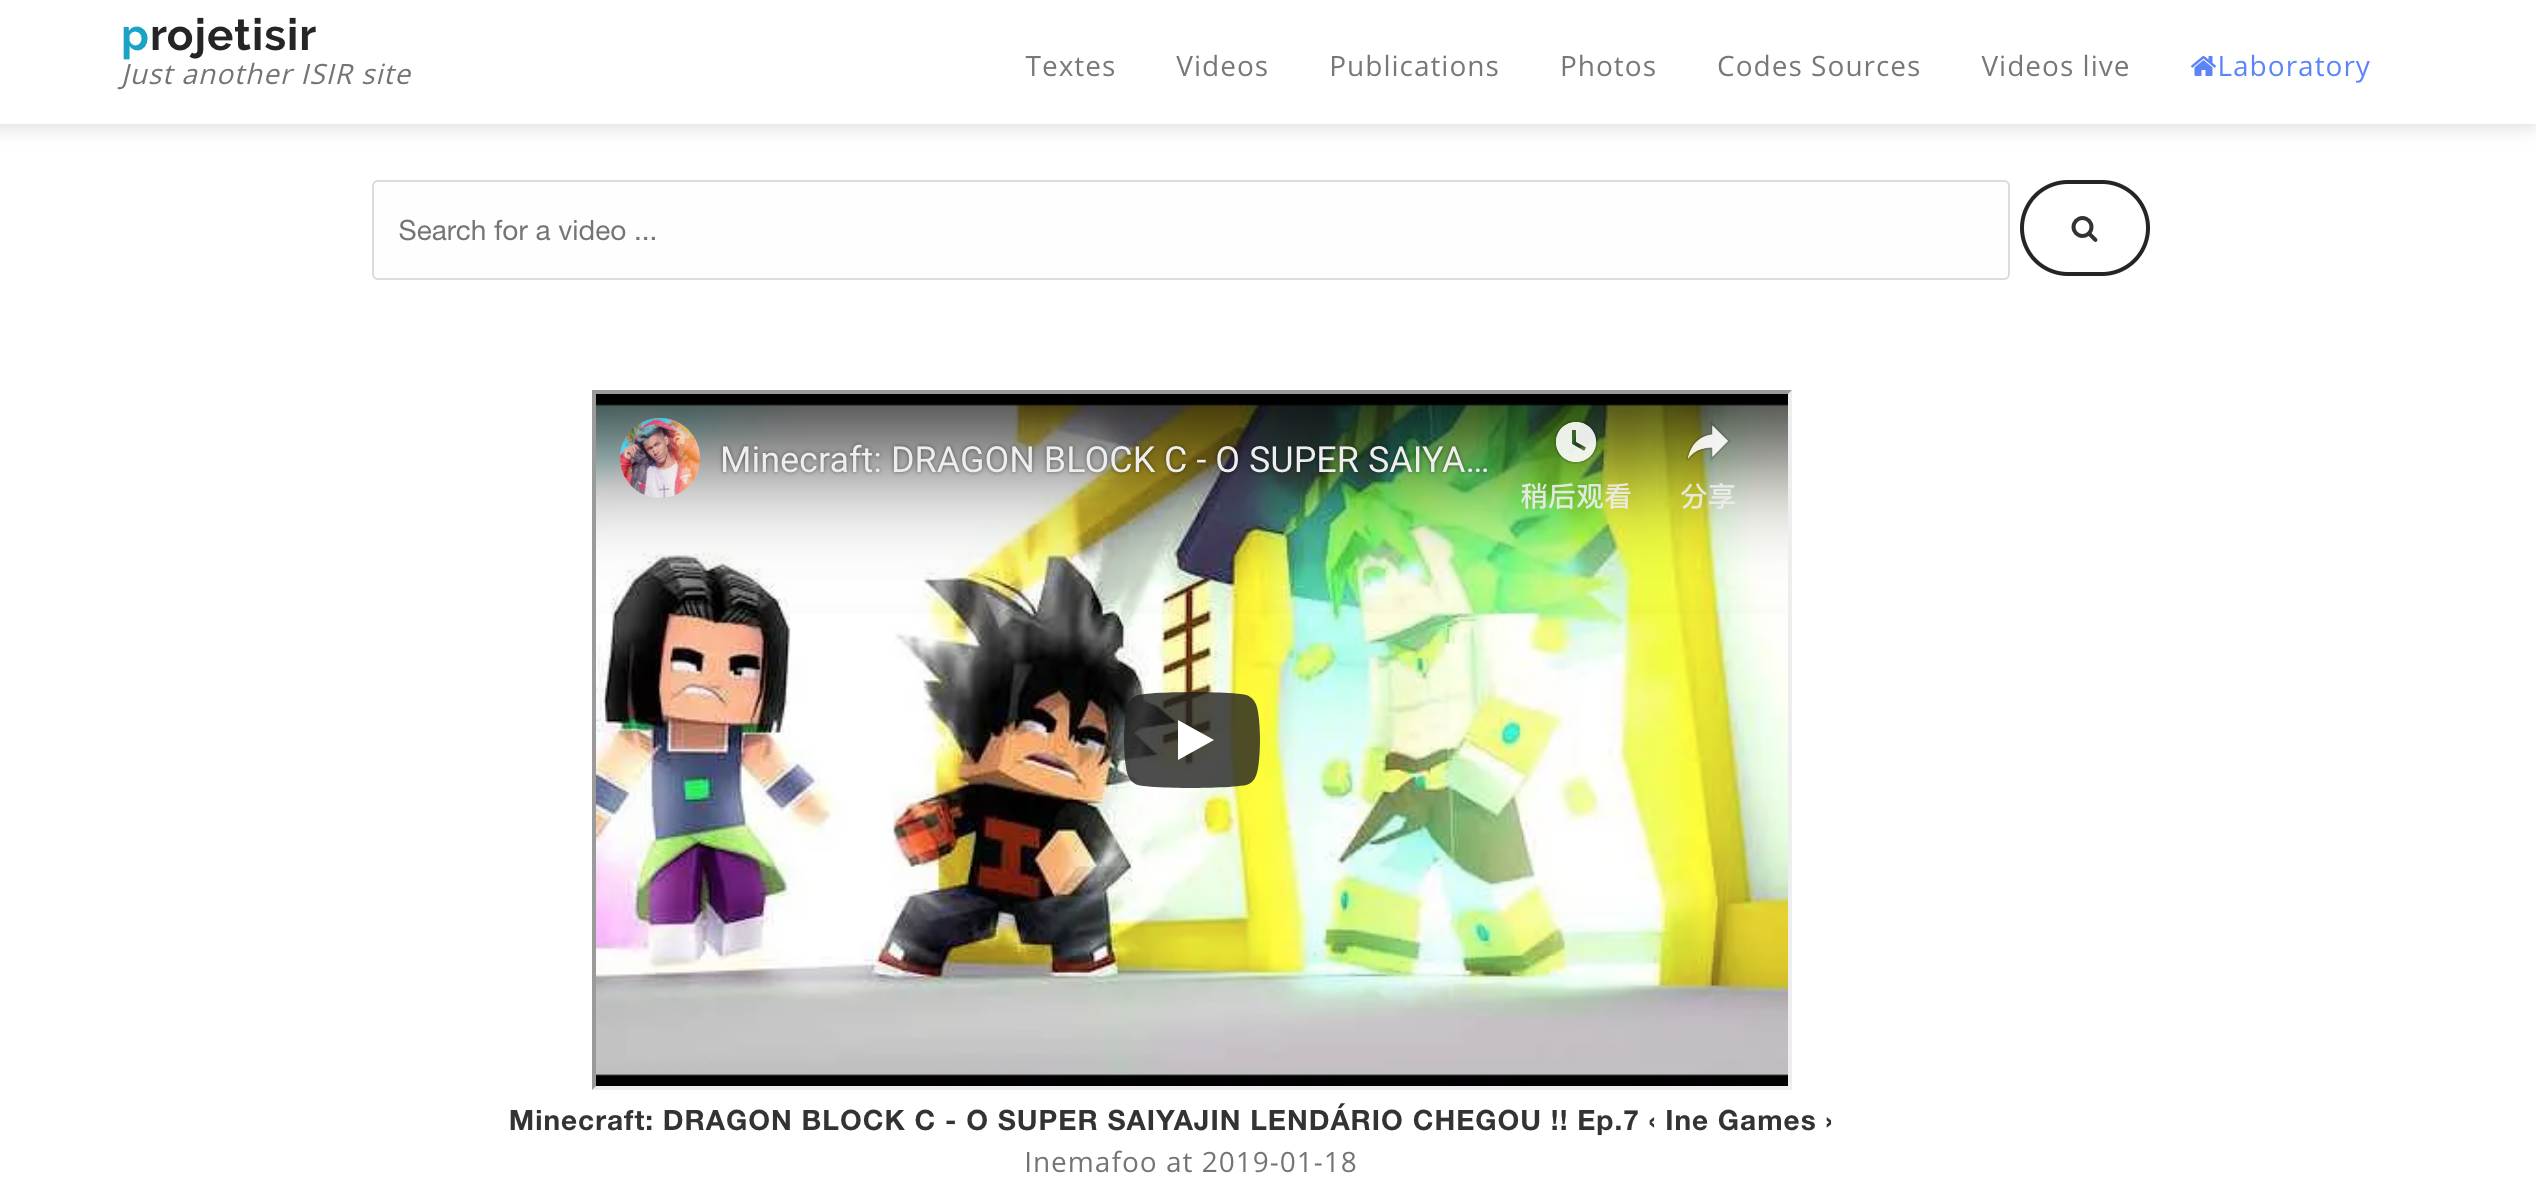 projetisir
Just another ISIR site
Textes
Videos
Publications
Photos
Codes Sources
Videos live
Laboratory
Search for a video ...
Minecraft: DRAGON BLOCK C - O SUPER SAIYA...
稍后观看
分享
Minecraft: DRAGON BLOCK C - O SUPER SAIYAJIN LENDÁRIO CHEGOU !! Ep.7 ‹ Ine Games ›
Inemafoo at 2019-01-18